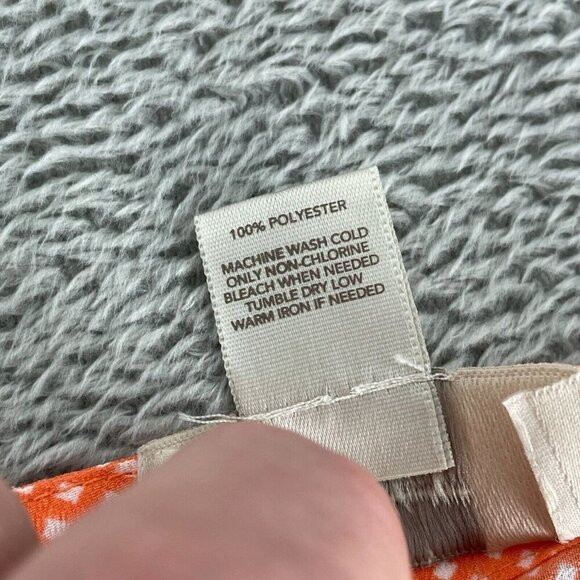 100% POLYESTER
MACHINE WASH COLD
ONLY NON-CHLORINE
BLEACH WHEN NEEDED
TUMBLE DRY LOW
WARM IRON IF NEEDED